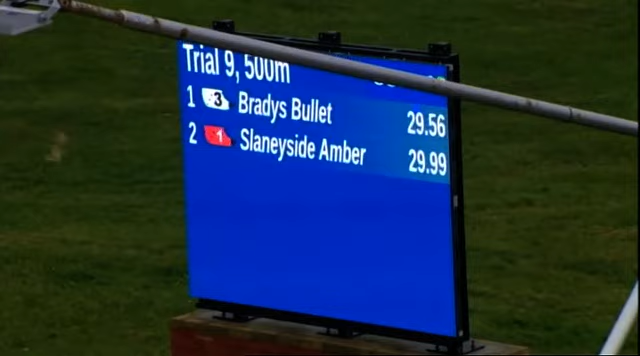 Trial 9, 500m
1 3 Bradys Bullet 29.56
2 1 Slaneyside Amber 29.99